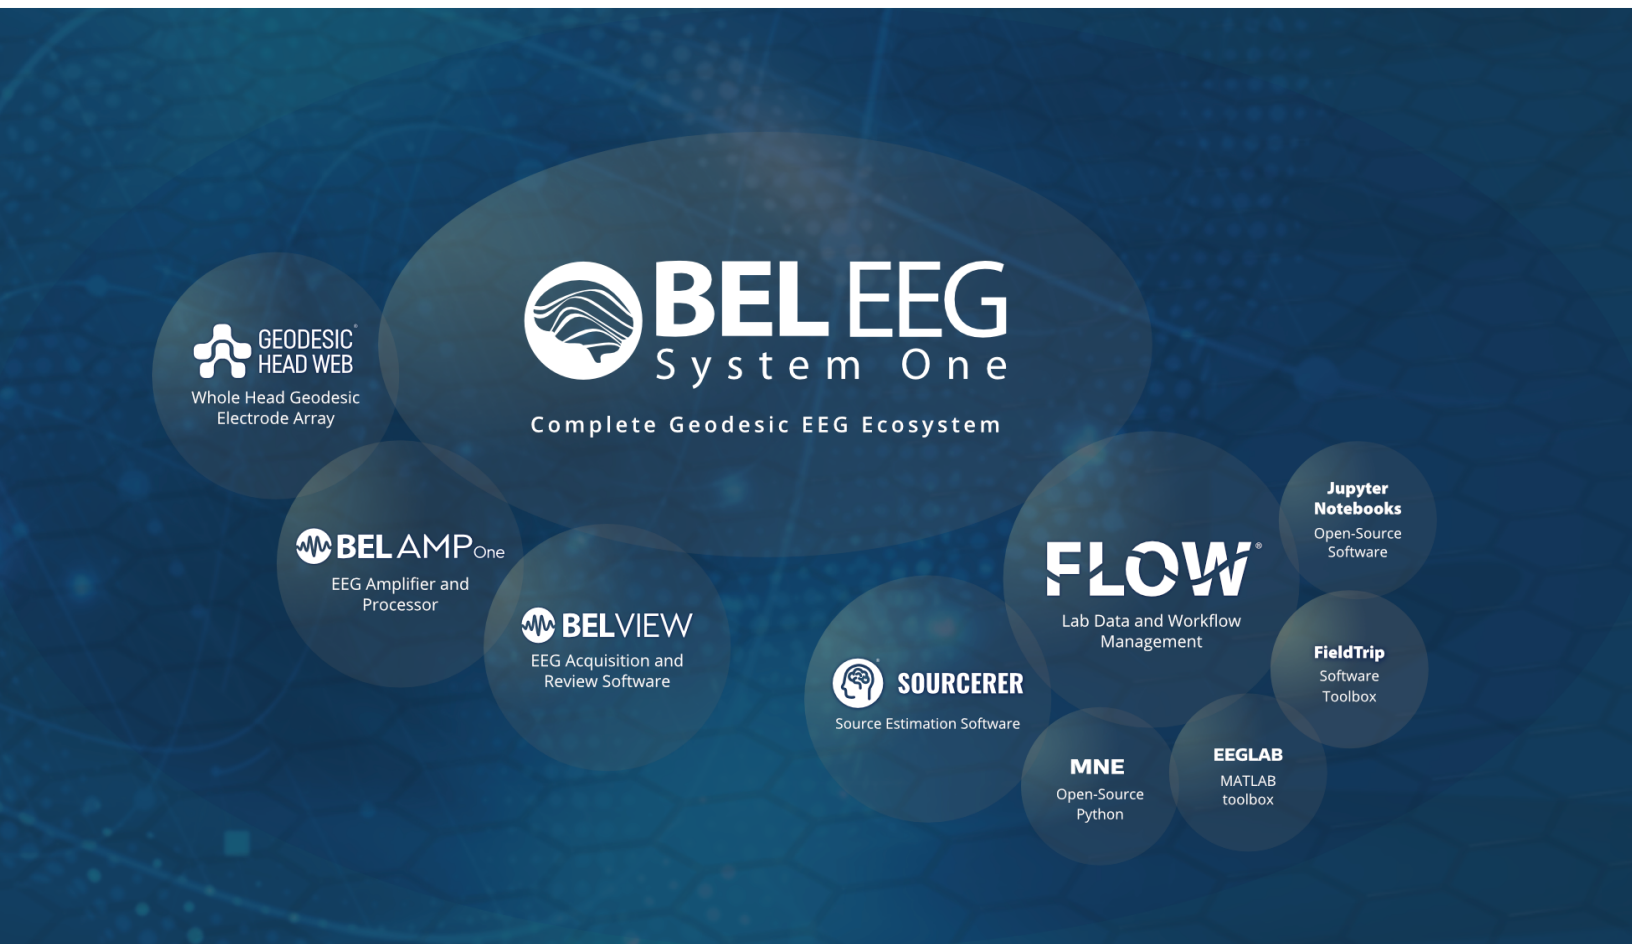 BEL EEG
System One
Complete Geodesic EEG Ecosystem
GEODESIC®
HEAD WEB
Whole Head Geodesic
Electrode Array
BEL AMP One
EEG Amplifier and
Processor
BELVIEW
EEG Acquisition and
Review Software
SOURCERER
Source Estimation Software
FLOW®
Lab Data and Workflow
Management
Jupyter
Notebooks
Open-Source
Software
FieldTrip
Software
Toolbox
EEGLAB
MATLAB
toolbox
MNE
Open-Source
Python